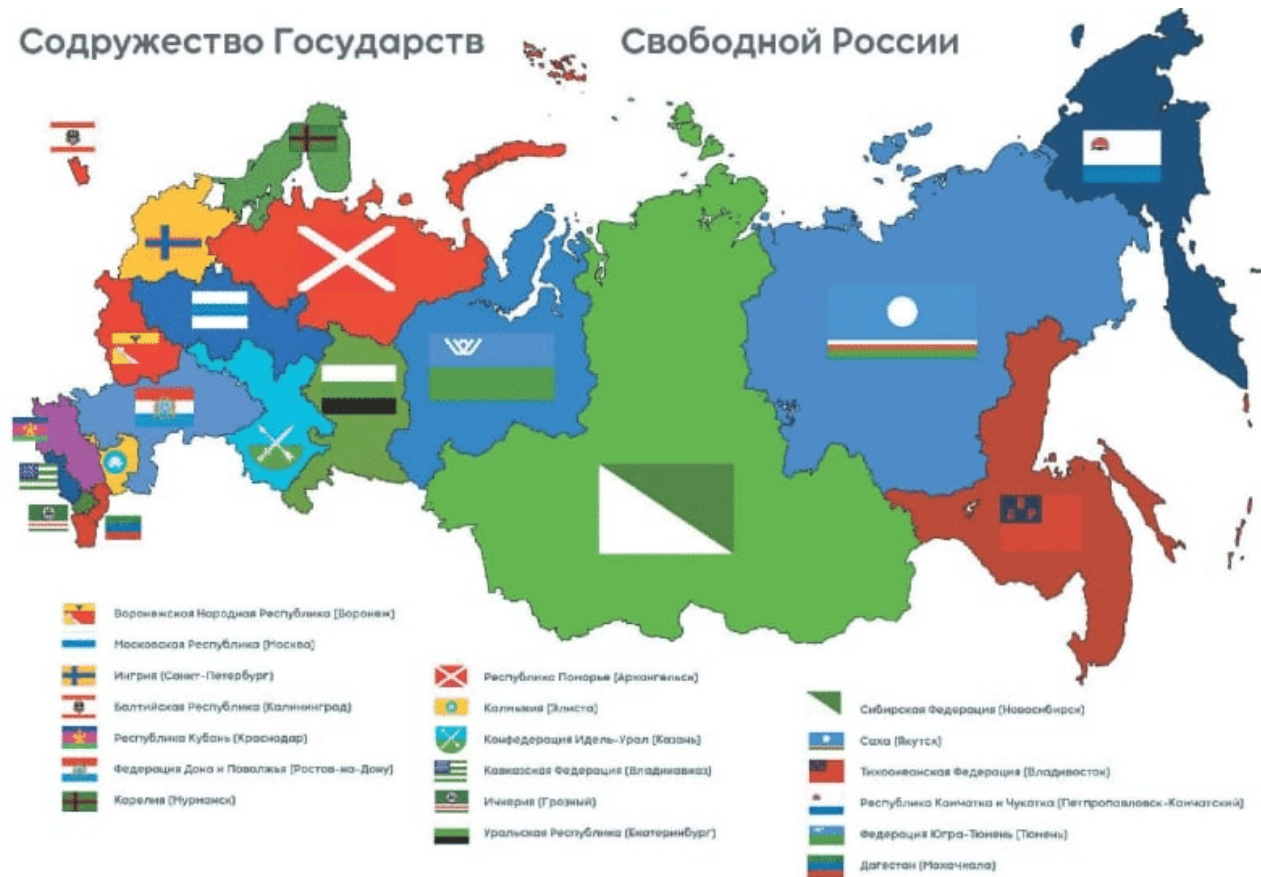 Содружество Государств Свободной России
Воронежская Народная Республика (Воронеж)
Московская Республика (Москва)
Ингрия (Санкт-Петербург)
Балтийская Республика (Калининград)
Республика Кубань (Краснодар)
Федерация Дона и Поволжья (Ростов-на-Дону)
Карелия (Мурманск)
Республика Поморье (Архангельск)
Калмыкия (Элиста)
Конфедерация Идель-Урал (Казань)
Кавказская Федерация (Владикавказ)
Ичкерия (Грозный)
Уральская Республика (Екатеринбург)
Сибирская Федерация (Новосибирск)
Саха (Якутск)
Тихоокеанская Федерация (Владивосток)
Республика Камчатка и Чукотка (Петпропавловск-Камчатский)
Федерация Югра-Тюмень (Тюмень)
Дагестан (Махачкала)